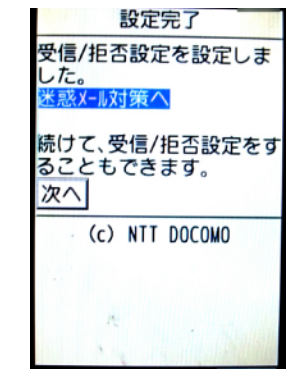 設定完了
受信/拒否設定を設定しま
した。
迷惑ﾒｰﾙ対策へ
続けて、受信/拒否設定をす
ることもできます。
次へ
(c) NTT DOCOMO